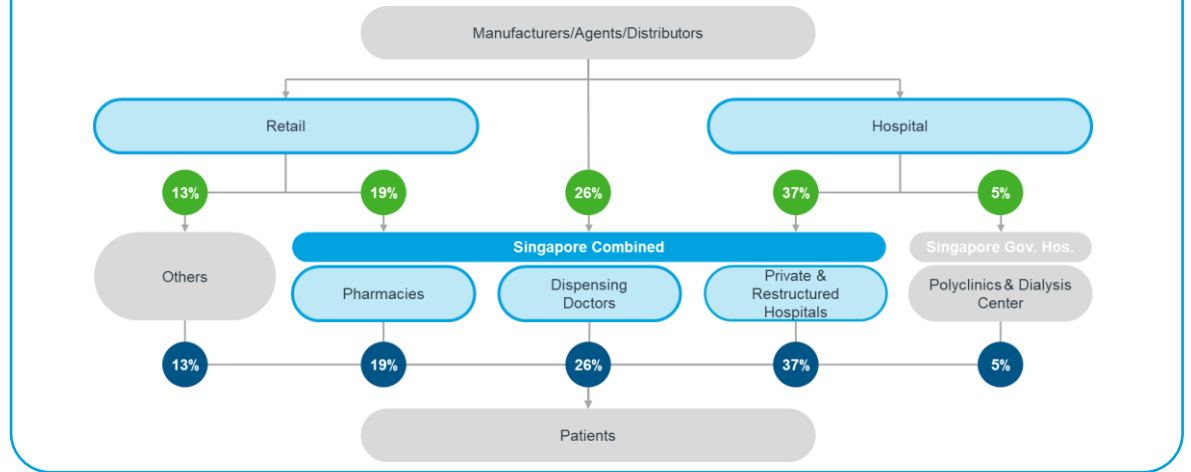 Manufacturers/Agents/Distributors
Retail
Hospital
13%
19%
26%
37%
5%
Singapore Combined
Singapore Gov. Hos.
Others
Pharmacies
Dispensing
Doctors
Private &
Restructured
Hospitals
Polyclinics & Dialysis
Center
13%
19%
26%
37%
5%
Patients